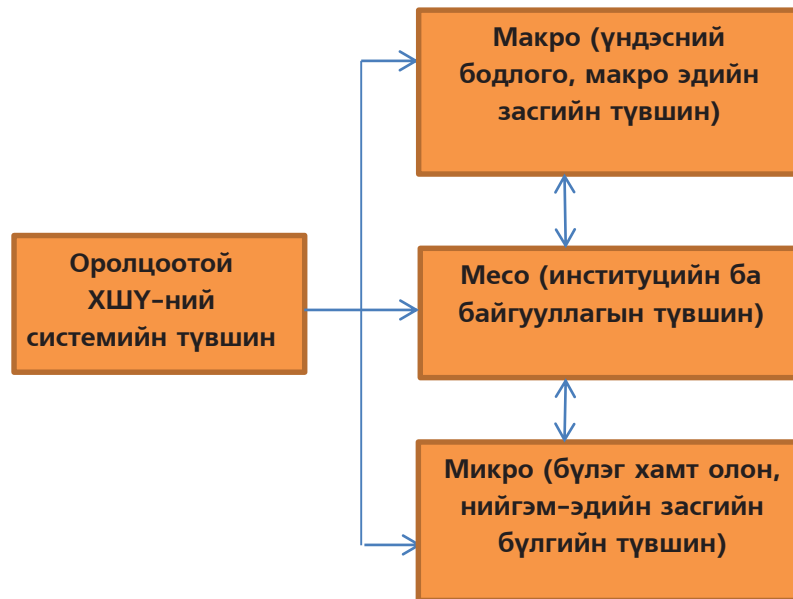 Макро (үндэсний
бодлого, макро эдийн
засгийн түвшин)
Оролцоотой
ХШҮ-ний
системийн түвшин
Месо (институцийн ба
байгууллагын түвшин)
Микро (бүлэг хамт олон,
нийгэм-эдийн засгийн
бүлгийн түвшин)